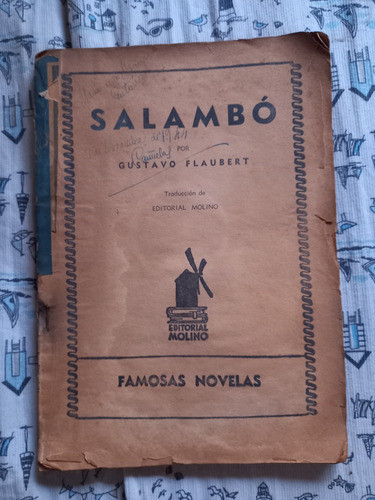 SALAMBÓ
POR
GUSTAVO FLAUBERT
Traducción de
EDITORIAL MOLINO
EDITORIAL
MOLINO
FAMOSAS NOVELAS